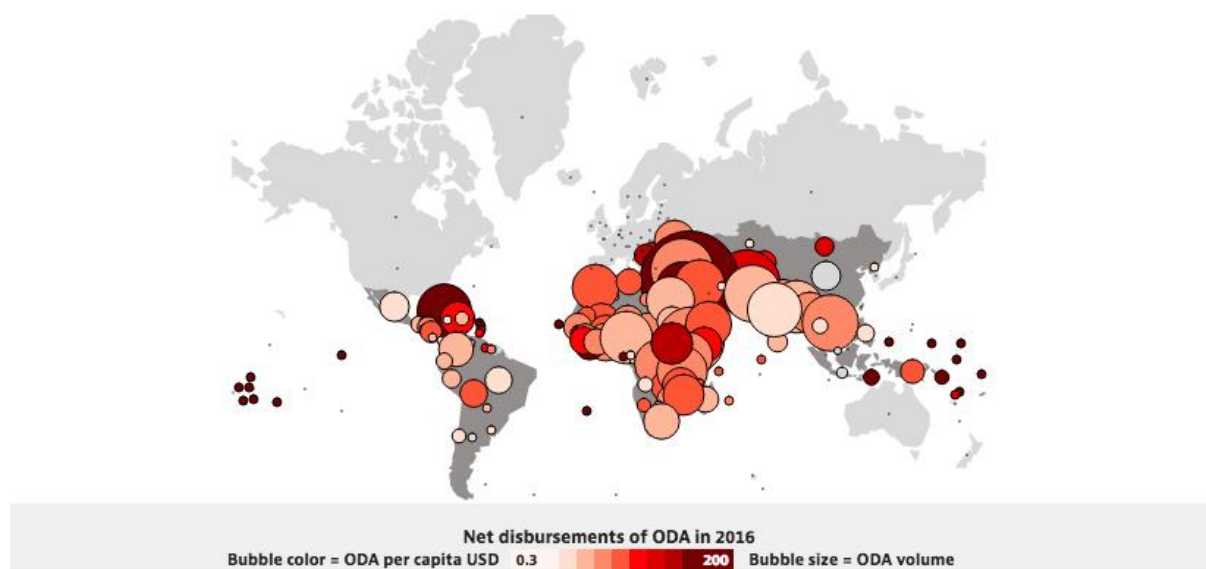 Net disbursements of ODA in 2016
Bubble color = ODA per capita USD 0.3 200 Bubble size = ODA volume